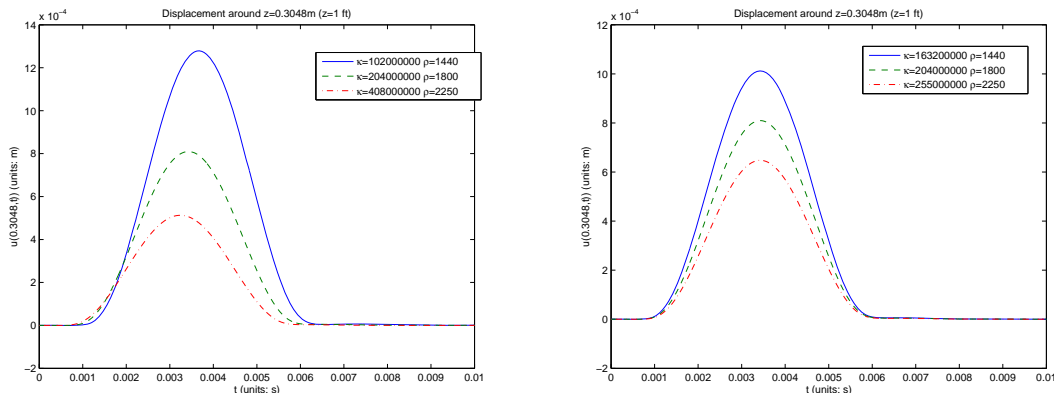 x 10⁻⁴
Displacement around z=0.3048m (z=1 ft)
14
12
10
8
6
4
2
0
−2
u(0.3048,t)) (units: m)
κ=102000000 ρ=1440
κ=204000000 ρ=1800
κ=408000000 ρ=2250
0 0.001 0.002 0.003 0.004 0.005 0.006 0.007 0.008 0.009 0.01
t (units: s)
x 10⁻⁴
Displacement around z=0.3048m (z=1 ft)
12
10
8
6
4
2
0
−2
u(0.3048,t)) (units: m)
κ=163200000 ρ=1440
κ=204000000 ρ=1800
κ=255000000 ρ=2250
0 0.001 0.002 0.003 0.004 0.005 0.006 0.007 0.008 0.009 0.01
t (units: s)